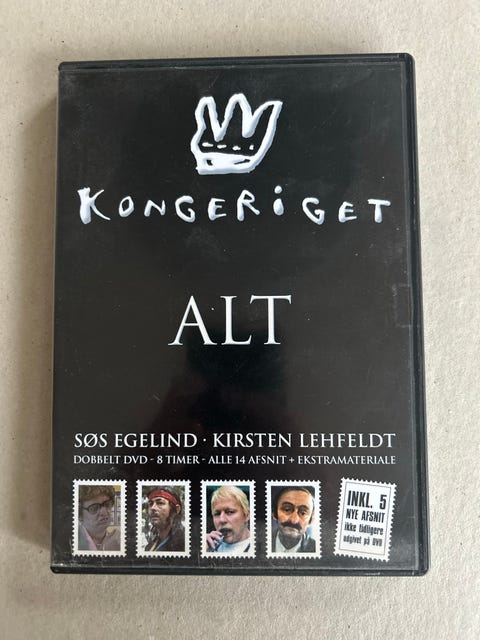 KONGERIGET
ALT
SØS EGELIND · KIRSTEN LEHFELDT
DOBBELT DVD - 8 TIMER - ALLE 14 AFSNIT + EKSTRAMATERIALE
INKL. 5
NYE AFSNIT
ikke tidligere
udgivet på DVD